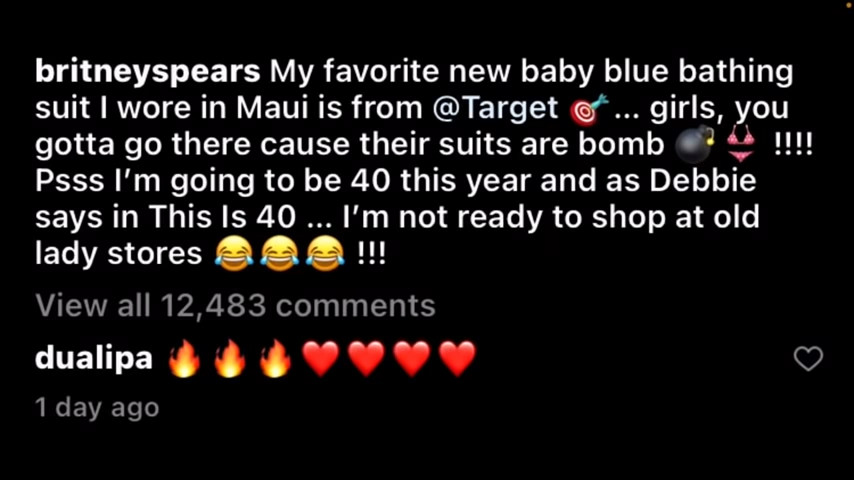 britneyspears My favorite new baby blue bathing
suit I wore in Maui is from @Target 🎯... girls, you
gotta go there cause their suits are bomb 💣👙 !!!!
Psss I’m going to be 40 this year and as Debbie
says in This Is 40 ... I’m not ready to shop at old
lady stores 😂😂😂 !!!
View all 12,483 comments
dualipa 🔥🔥🔥❤️❤️❤️❤️
1 day ago